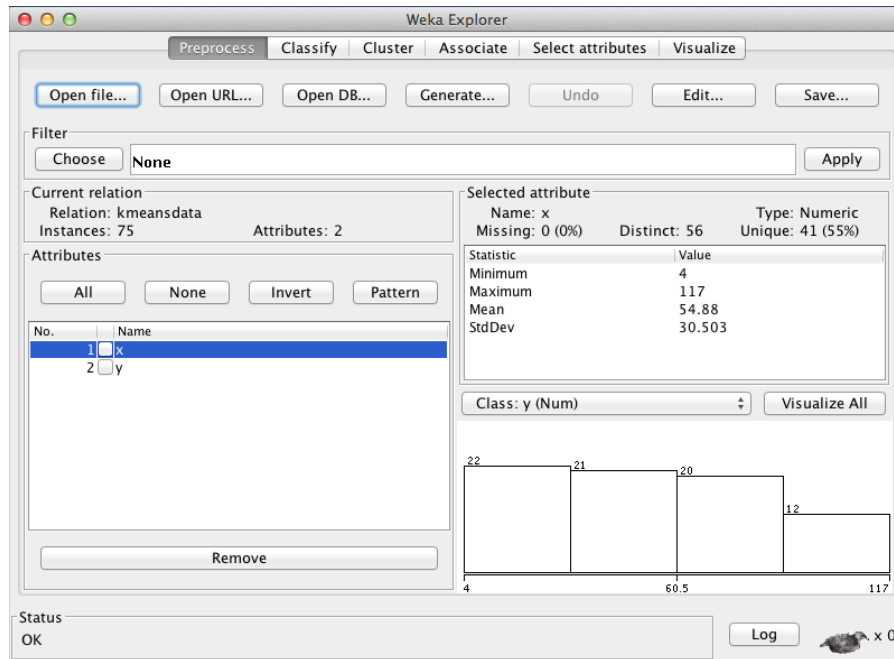 Weka Explorer
Preprocess Classify Cluster Associate Select attributes Visualize
Open file... Open URL... Open DB... Generate... Undo Edit... Save...
Filter
Choose None Apply
Current relation
Relation: kmeansdata
Instances: 75 Attributes: 2
Attributes
All None Invert Pattern
No. Name
1 x
2 y
Remove
Selected attribute
Name: x Type: Numeric
Missing: 0 (0%) Distinct: 56 Unique: 41 (55%)
Statistic Value
Minimum 4
Maximum 117
Mean 54.88
StdDev 30.503
Class: y (Num) Visualize All
22 21 20 12
4 60.5 117
Status
OK
Log x 0